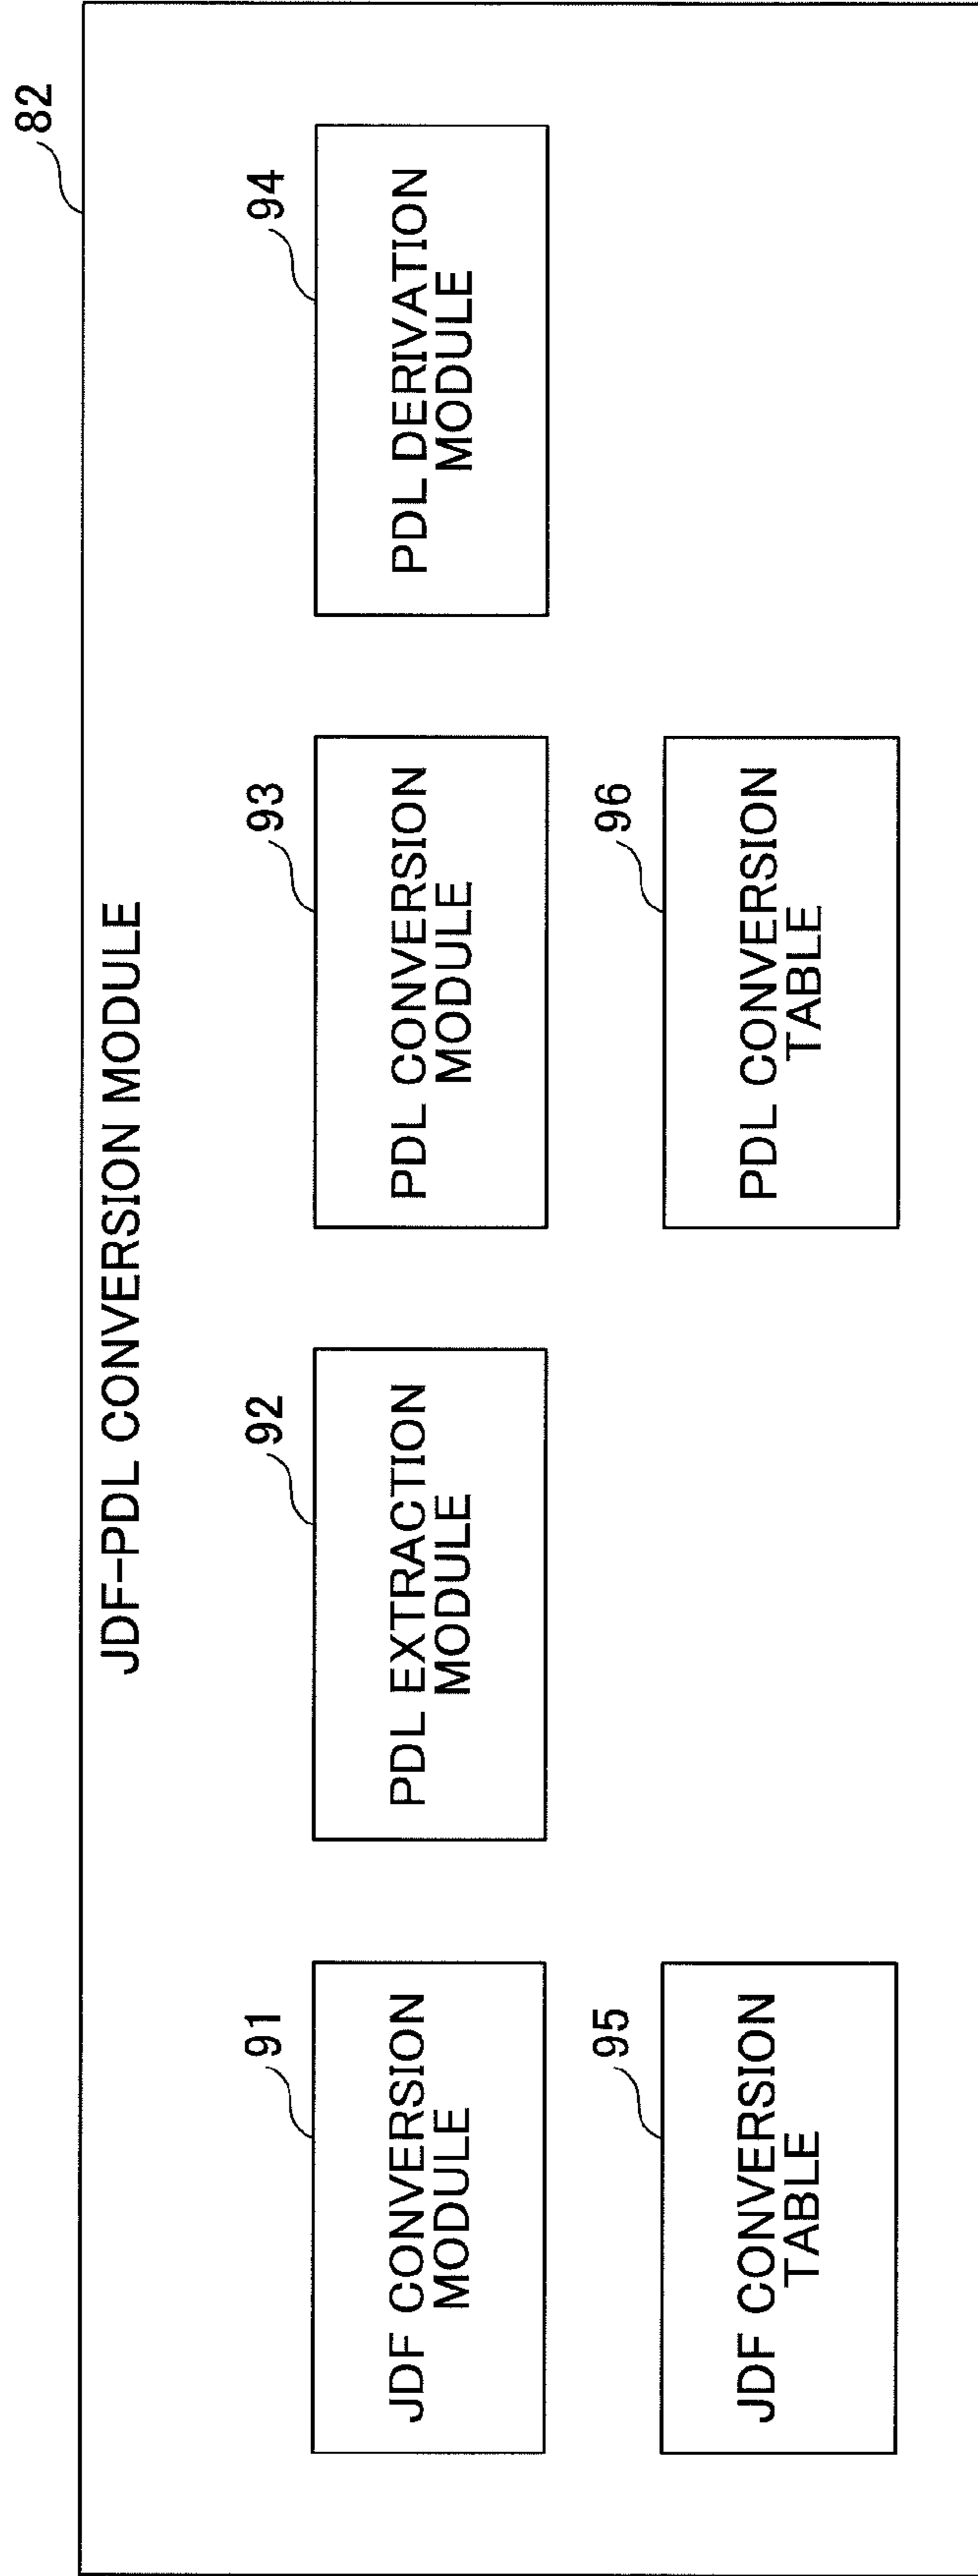 82
JDF-PDL CONVERSION MODULE
91
JDF CONVERSION
MODULE
92
PDL EXTRACTION
MODULE
93
PDL CONVERSION
MODULE
94
PDL DERIVATION
MODULE
95
JDF CONVERSION
TABLE
96
PDL CONVERSION
TABLE